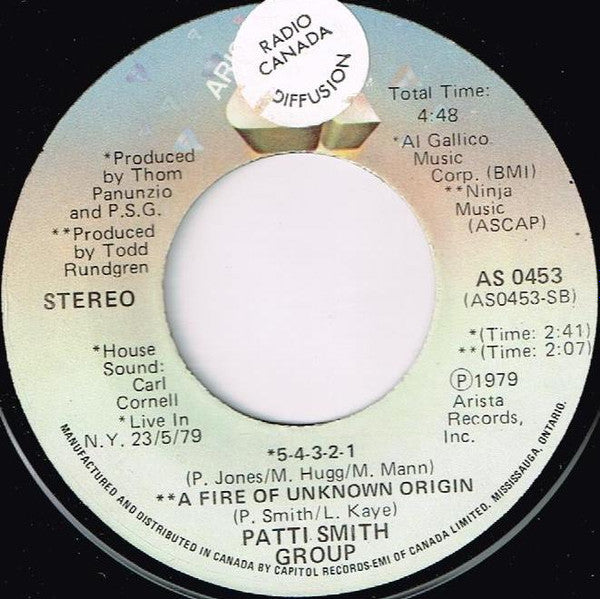 RADIO
CANADA
DIFFUSION
Total Time:
4:48
*Al Gallico
Music
Corp. (BMI)
**Ninja
Music
(ASCAP)
*Produced
by Thom
Panunzio
and P.S.G.
**Produced
by Todd
Rundgren
STEREO
AS 0453
(AS0453-SB)
*(Time: 2:41)
**(Time: 2:07)
℗1979
Arista
Records,
Inc.
*House
Sound:
Carl
Cornell
*Live In
N.Y. 23/5/79
*5-4-3-2-1
(P. Jones/M. Hugg/M. Mann)
**A FIRE OF UNKNOWN ORIGIN
(P. Smith/L. Kaye)
PATTI SMITH
GROUP
MANUFACTURED AND DISTRIBUTED IN CANADA BY CAPITOL RECORDS-EMI OF CANADA LIMITED. MISSISSAUGA, ONTARIO.